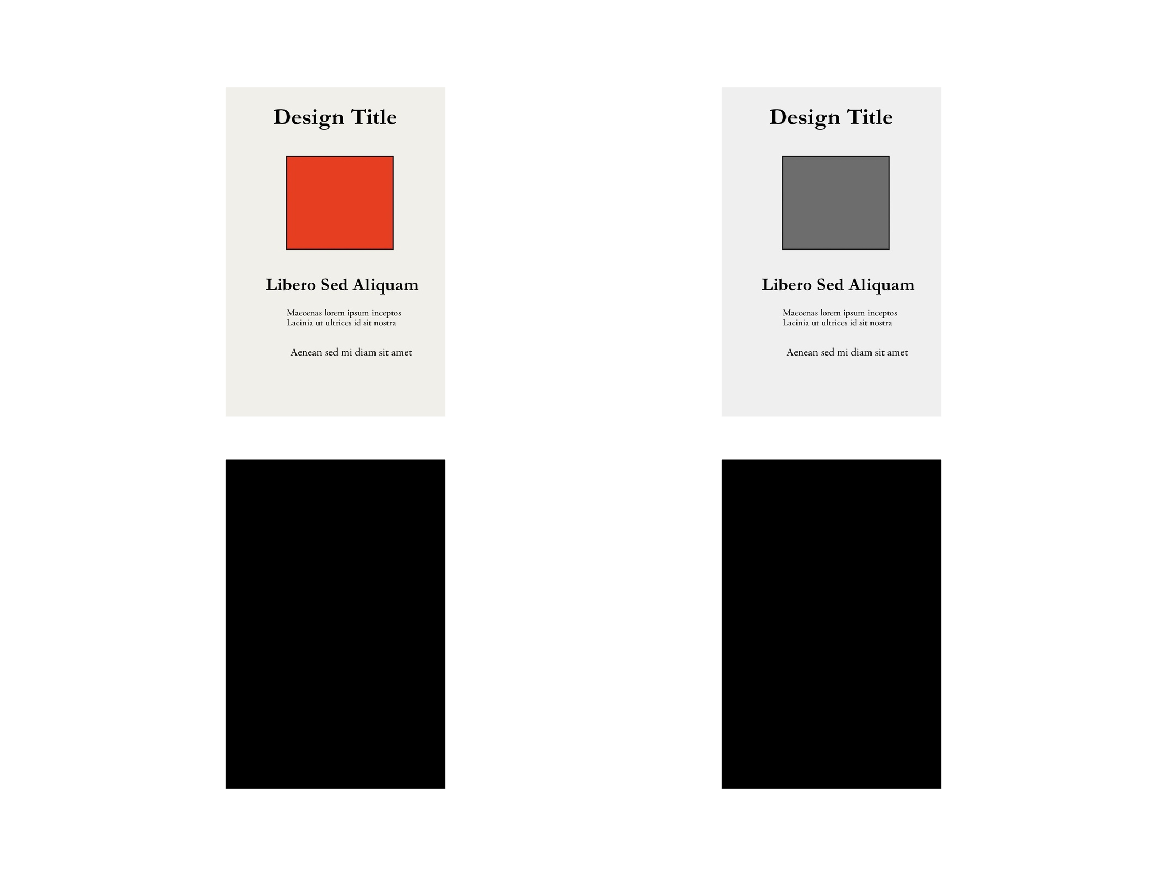 Design Title
Libero Sed Aliquam
Maecenas lorem ipsum inceptos
Lacinia ut ultrices id sit nostra
Aenean sed mi diam sit amet
Design Title
Libero Sed Aliquam
Maecenas lorem ipsum inceptos
Lacinia ut ultrices id sit nostra
Aenean sed mi diam sit amet